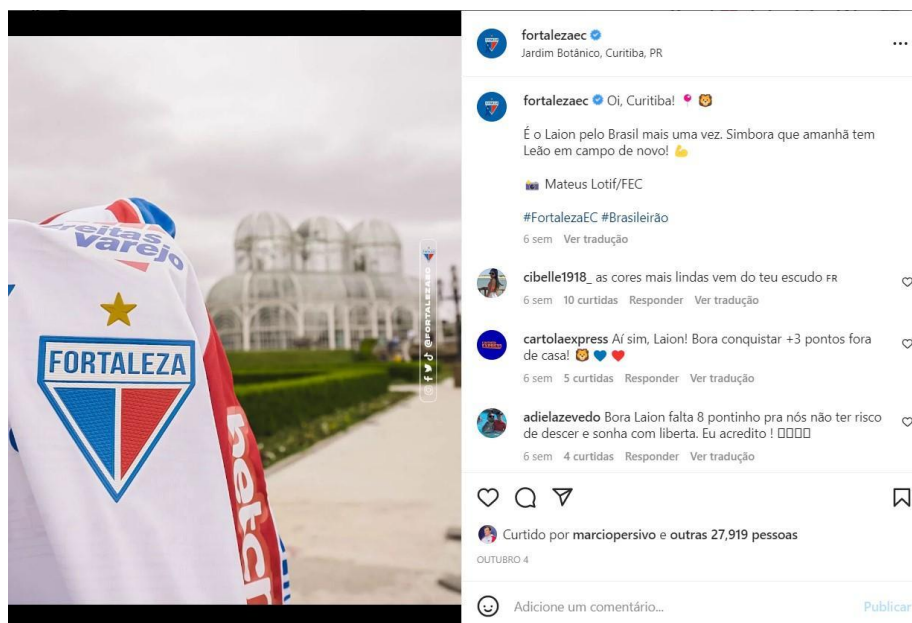 freitas
varejo
FORTALEZA
betcr
@FORTALEZAEC
fortalezaec
Jardim Botânico, Curitiba, PR
fortalezaec Oi, Curitiba!
É o Laion pelo Brasil mais uma vez. Simbora que amanhã tem
Leão em campo de novo!
Mateus Lotif/FEC
#FortalezaEC #Brasileirão
6 sem Ver tradução
cibelle1918_ as cores mais lindas vem do teu escudo FR
6 sem 10 curtidas Responder Ver tradução
cartolaexpress Aí sim, Laion! Bora conquistar +3 pontos fora
de casa!
6 sem 5 curtidas Responder Ver tradução
adielazevedo Bora Laion falta 8 pontinho pra nós não ter risco
de descer e sonha com liberta. Eu acredito !
6 sem 4 curtidas Responder Ver tradução
Curtido por marciopersivo e outras 27,919 pessoas
OUTUBRO 4
Adicione um comentário...
Publicar